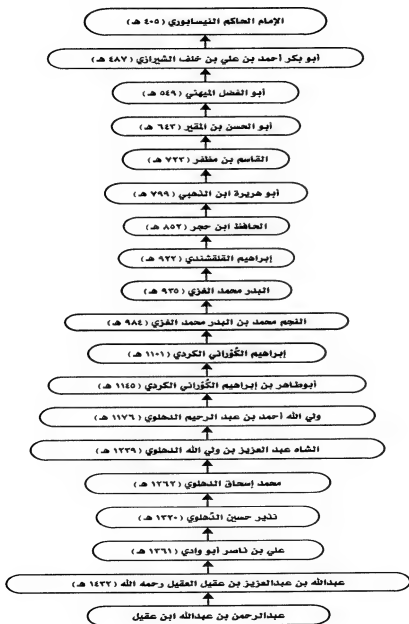 الإمام الحاكم النيسابوري (٤٠٥ هـ)
أبو بكر أحمد بن علي بن خلف الشيرازي (٤٨٧ هـ)
أبو الفضل الميهني (٥٤٩ هـ)
أبو الحسن بن المقير (٦٤٣ هـ)
القاسم بن مظفر (٧٢٣ هـ)
أبو هريرة ابن الذهبي (٧٩٩ هـ)
الحافظ ابن حجر (٨٥٢ هـ)
إبراهيم القلقشندي (٩٢٢ هـ)
البدر محمد الغزي (٩٣٥ هـ)
النجم محمد بن البدر محمد الغزي (٩٨٤ هـ)
إبراهيم الكُوراني الكردي (١١٠١ هـ)
أبوطاهر بن إبراهيم الكُوراني الكردي (١١٤٥ هـ)
ولي الله أحمد بن عبد الرحيم الدهلوي (١١٧٦ هـ)
الشاه عبد العزيز بن ولي الله الدهلوي (١٢٣٩ هـ)
محمد إسحاق الدهلوي (١٢٦٢ هـ)
نذير حسين الدِّهلوي (١٣٢٠ هـ)
علي بن ناصر أبو وادي (١٣٦١ هـ)
عبدالله بن عبدالعزيز بن عقيل العقيل رحمه الله (١٤٣٢ هـ)
عبدالرحمن بن عبدالله ابن عقيل